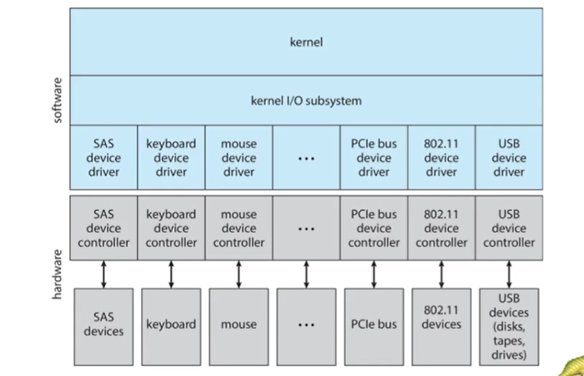 kernel
kernel I/O subsystem
software
SAS
device
driver
keyboard
device
driver
mouse
device
driver
...
PCIe bus
device
driver
802.11
device
driver
USB
device
driver
hardware
SAS
device
controller
keyboard
device
controller
mouse
device
controller
...
PCIe bus
device
controller
802.11
device
controller
USB
device
controller
SAS
devices
keyboard
mouse
...
PCIe bus
802.11
devices
USB
devices
(disks,
tapes,
drives)